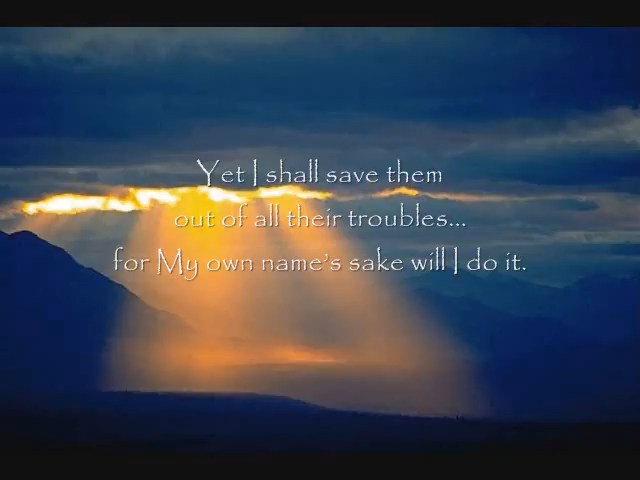 Yet I shall save them
out of all their troubles...
for My own name's sake will I do it.